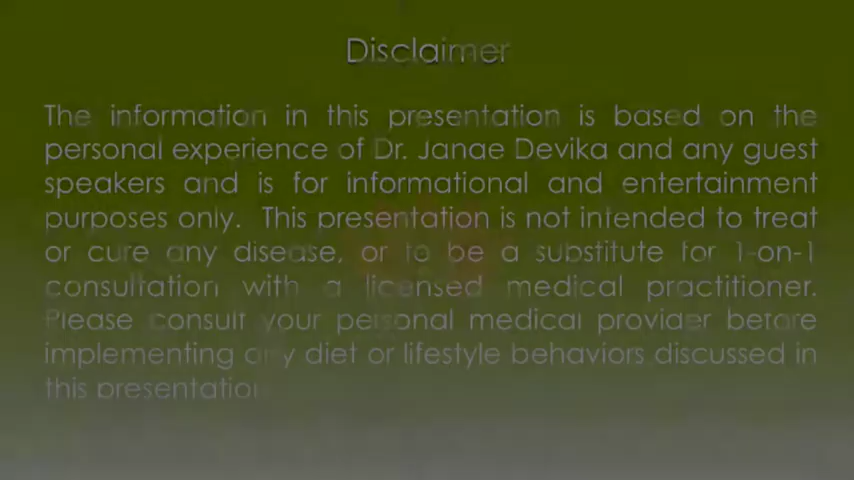 Disclaimer
The information in this presentation is based on the
personal experience of Dr. Janae Devika and any guest
speakers and is for informational and entertainment
purposes only. This presentation is not intended to treat
or cure any disease, or to be a substitute for 1-on-1
consultation with a licensed medical practitioner.
Please consult your personal medical provider before
implementing any diet or lifestyle behaviors discussed in
this presentation